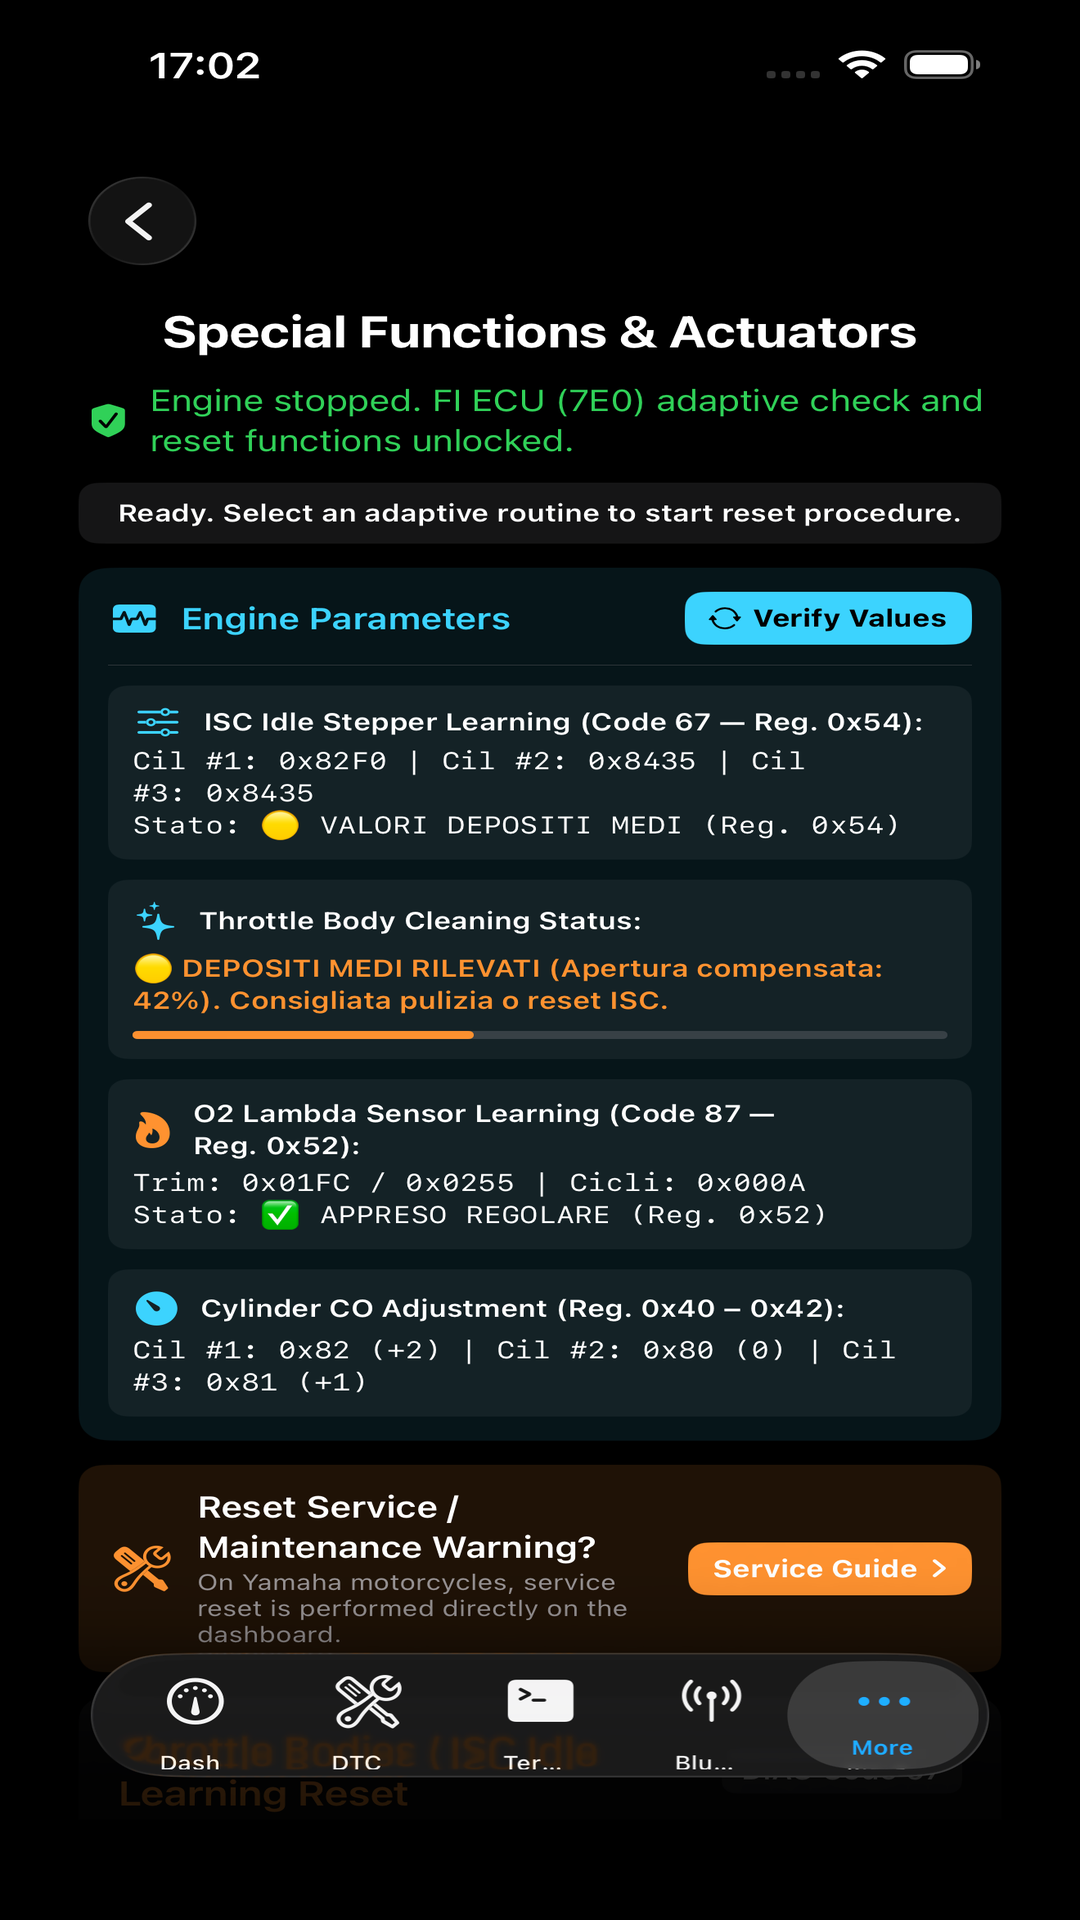 17:02
Special Functions & Actuators
Engine stopped. FI ECU (7E0) adaptive check and
reset functions unlocked.
Ready. Select an adaptive routine to start reset procedure.
Engine Parameters
Verify Values
ISC Idle Stepper Learning (Code 67 — Reg. 0x54):
Cil #1: 0x82F0 | Cil #2: 0x8435 | Cil
#3: 0x8435
Stato: 🟡 VALORI DEPOSITI MEDI (Reg. 0x54)
Throttle Body Cleaning Status:
🟡 DEPOSITI MEDI RILEVATI (Apertura compensata:
42%). Consigliata pulizia o reset ISC.
O2 Lambda Sensor Learning (Code 87 —
Reg. 0x52):
Trim: 0x01FC / 0x0255 | Cicli: 0x000A
Stato: ✅ APPRESO REGOLARE (Reg. 0x52)
Cylinder CO Adjustment (Reg. 0x40 – 0x42):
Cil #1: 0x82 (+2) | Cil #2: 0x80 (0) | Cil
#3: 0x81 (+1)
Reset Service /
Maintenance Warning?
On Yamaha motorcycles, service
reset is performed directly on the
dashboard.
Service Guide
Throttle Bodies (ISC Idle
Learning Reset
Dash
DTC
Ter...
Blu...
More